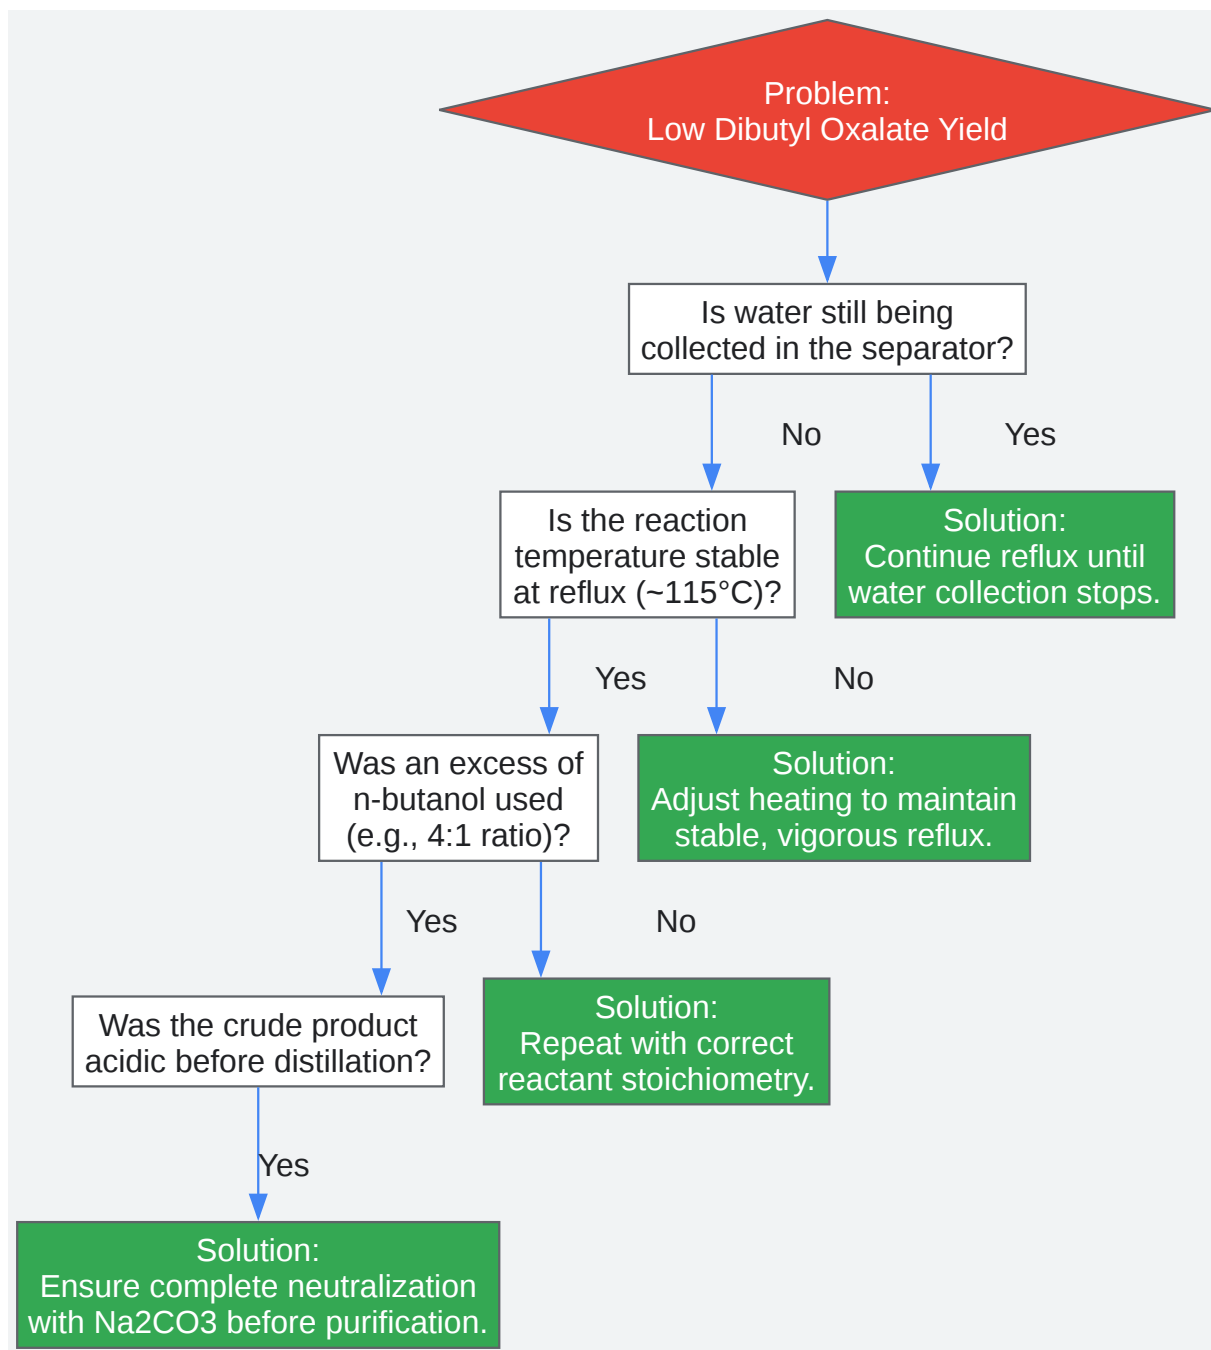 Problem:
Low Dibutyl Oxalate Yield
Is water still being
collected in the separator?
No
Yes
Is the reaction
temperature stable
at reflux (~115°C)?
Solution:
Continue reflux until
water collection stops.
Yes
No
Was an excess of
n-butanol used
(e.g., 4:1 ratio)?
Solution:
Adjust heating to maintain
stable, vigorous reflux.
Yes
No
Was the crude product
acidic before distillation?
Solution:
Repeat with correct
reactant stoichiometry.
Yes
Solution:
Ensure complete neutralization
with Na2CO3 before purification.